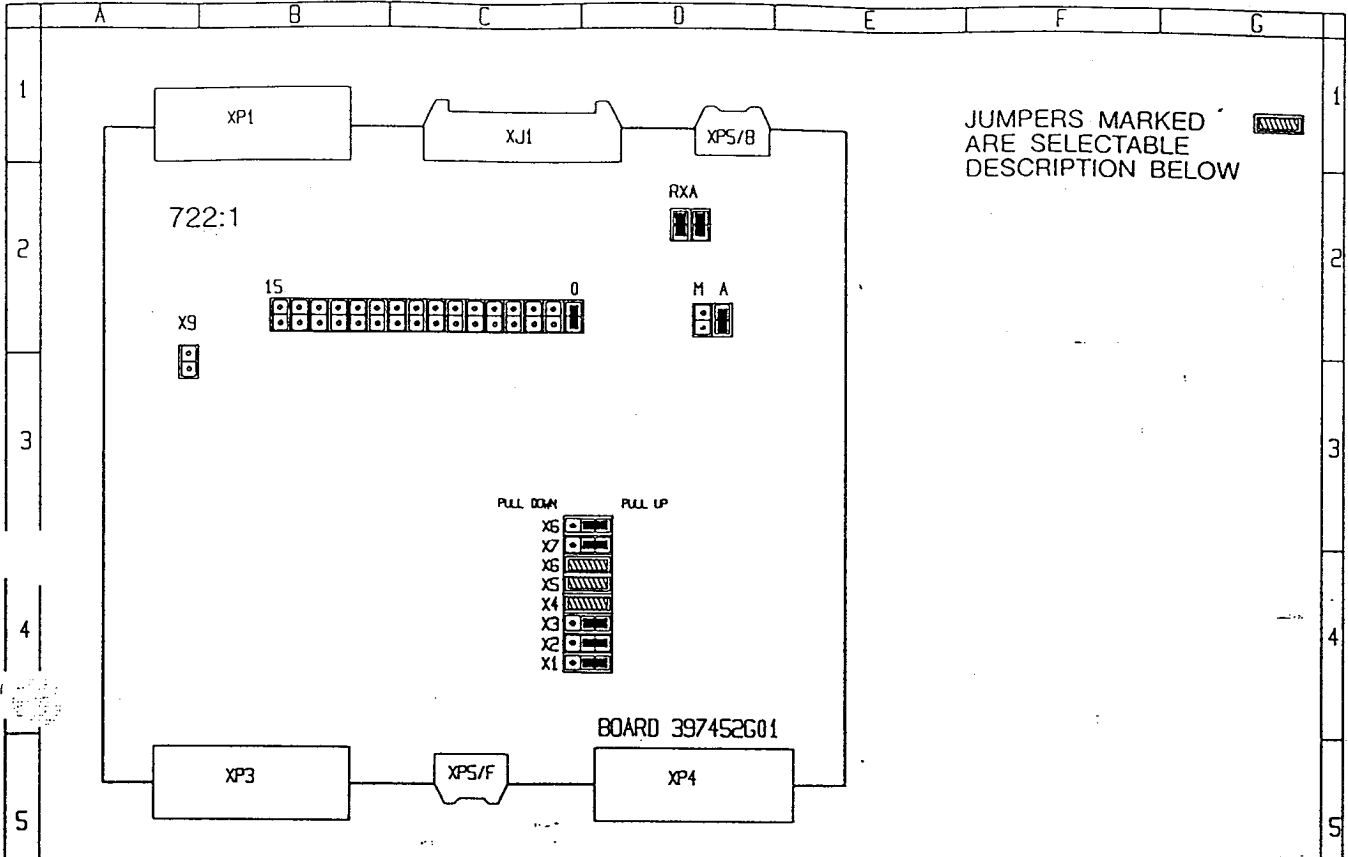 A B C D E F G
1 1
XP1 XJ1 XP5/B
JUMPERS MARKED
ARE SELECTABLE
DESCRIPTION BELOW
722:1
RXA
2 2
15 0
M A
X9
3 3
PULL DOWN PULL UP
X6
X7
X6
X5
X4
X3
X2
X1
4 4
BOARD 397452G01
XP3 XP5/F XP4
5 5